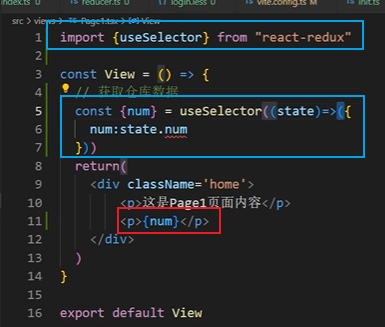 index.ts reducer.ts login.less vite.config.ts init.ts
src > views > Page1.tsx > View
1 import {useSelector} from "react-redux"
2
3 const View = () => {
4 // 获取仓库数据
5 const {num} = useSelector((state)=>({
6 num:state.num
7 }))
8 return(
9 <div className='home'>
10 <p>这是Page1页面内容</p>
11 <p>{num}</p>
12 </div>
13 )
14 }
15
16 export default View